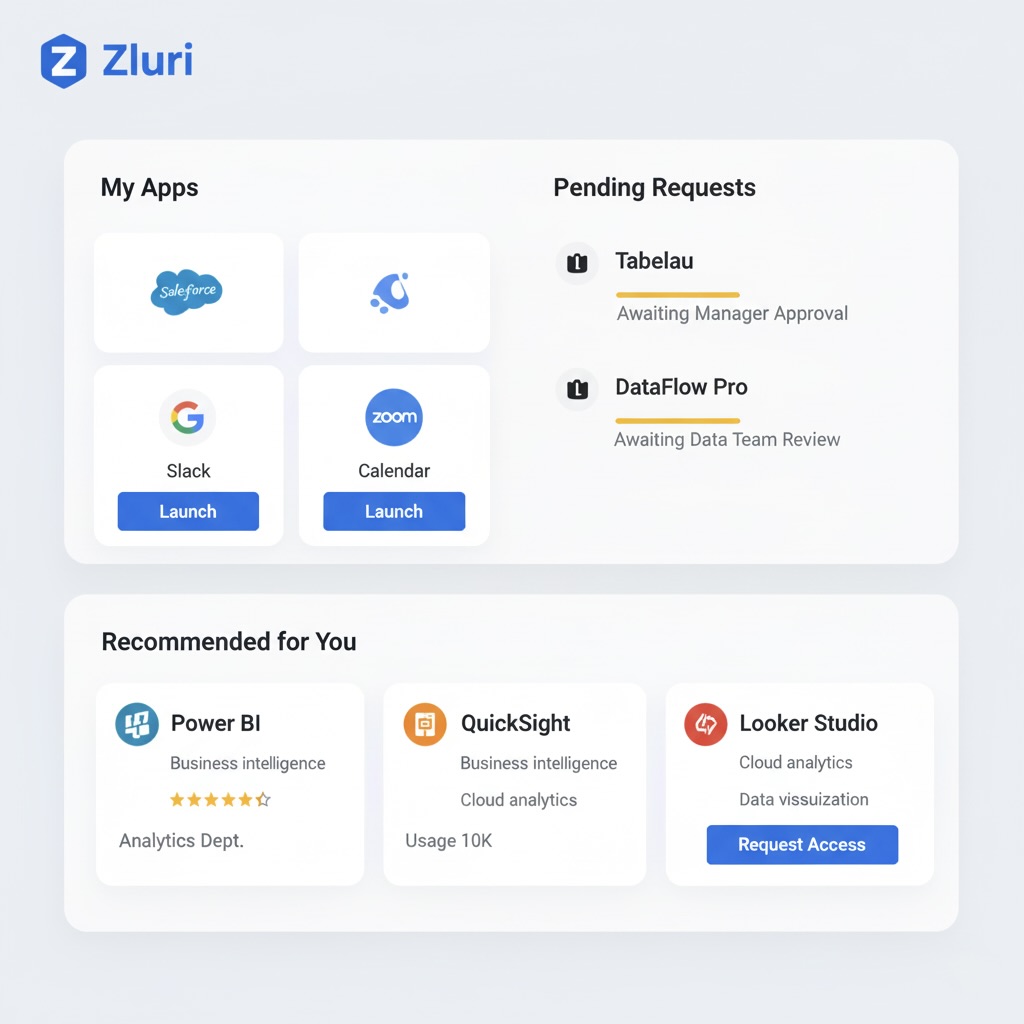 Z Zluri
My Apps
Saleforce
Slack
Launch
zoom
Calendar
Launch
Pending Requests
Tabelau
Awaiting Manager Approval
DataFlow Pro
Awaiting Data Team Review
Recommended for You
Power BI
Business intelligence
Analytics Dept.
QuickSight
Business intelligence
Cloud analytics
Usage 10K
Looker Studio
Cloud analytics
Data vissuization
Request Access